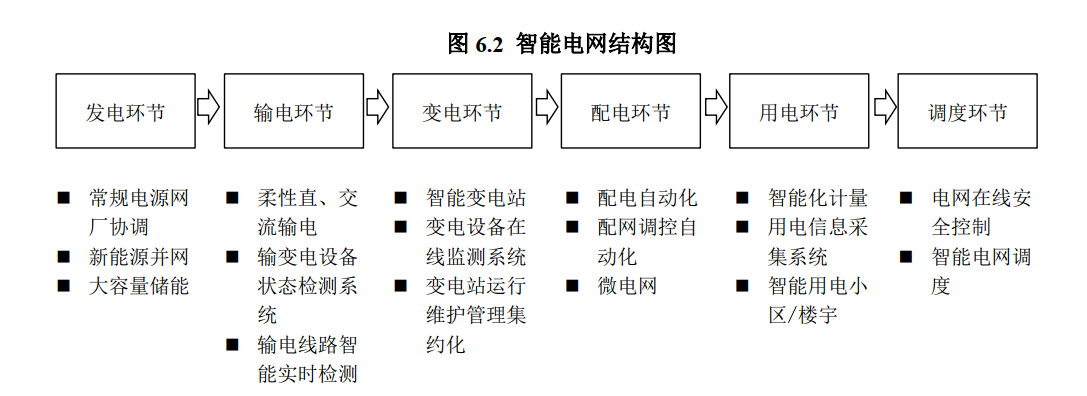 图 6.2 智能电网结构图
发电环节
输电环节
变电环节
配电环节
用电环节
调度环节
■ 常规电源网
厂协调
■ 新能源并网
■ 大容量储能
■ 柔性直、交
流输电
■ 输变电设备
状态检测系
统
■ 输电线路智
能实时检测
■ 智能变电站
■ 变电设备在
线监测系统
■ 变电站运行
维护管理集
约化
■ 配电自动化
■ 配网调控自
动化
■ 微电网
■ 智能化计量
■ 用电信息采
集系统
■ 智能用电小
区/楼宇
■ 电网在线安
全控制
■ 智能电网调
度